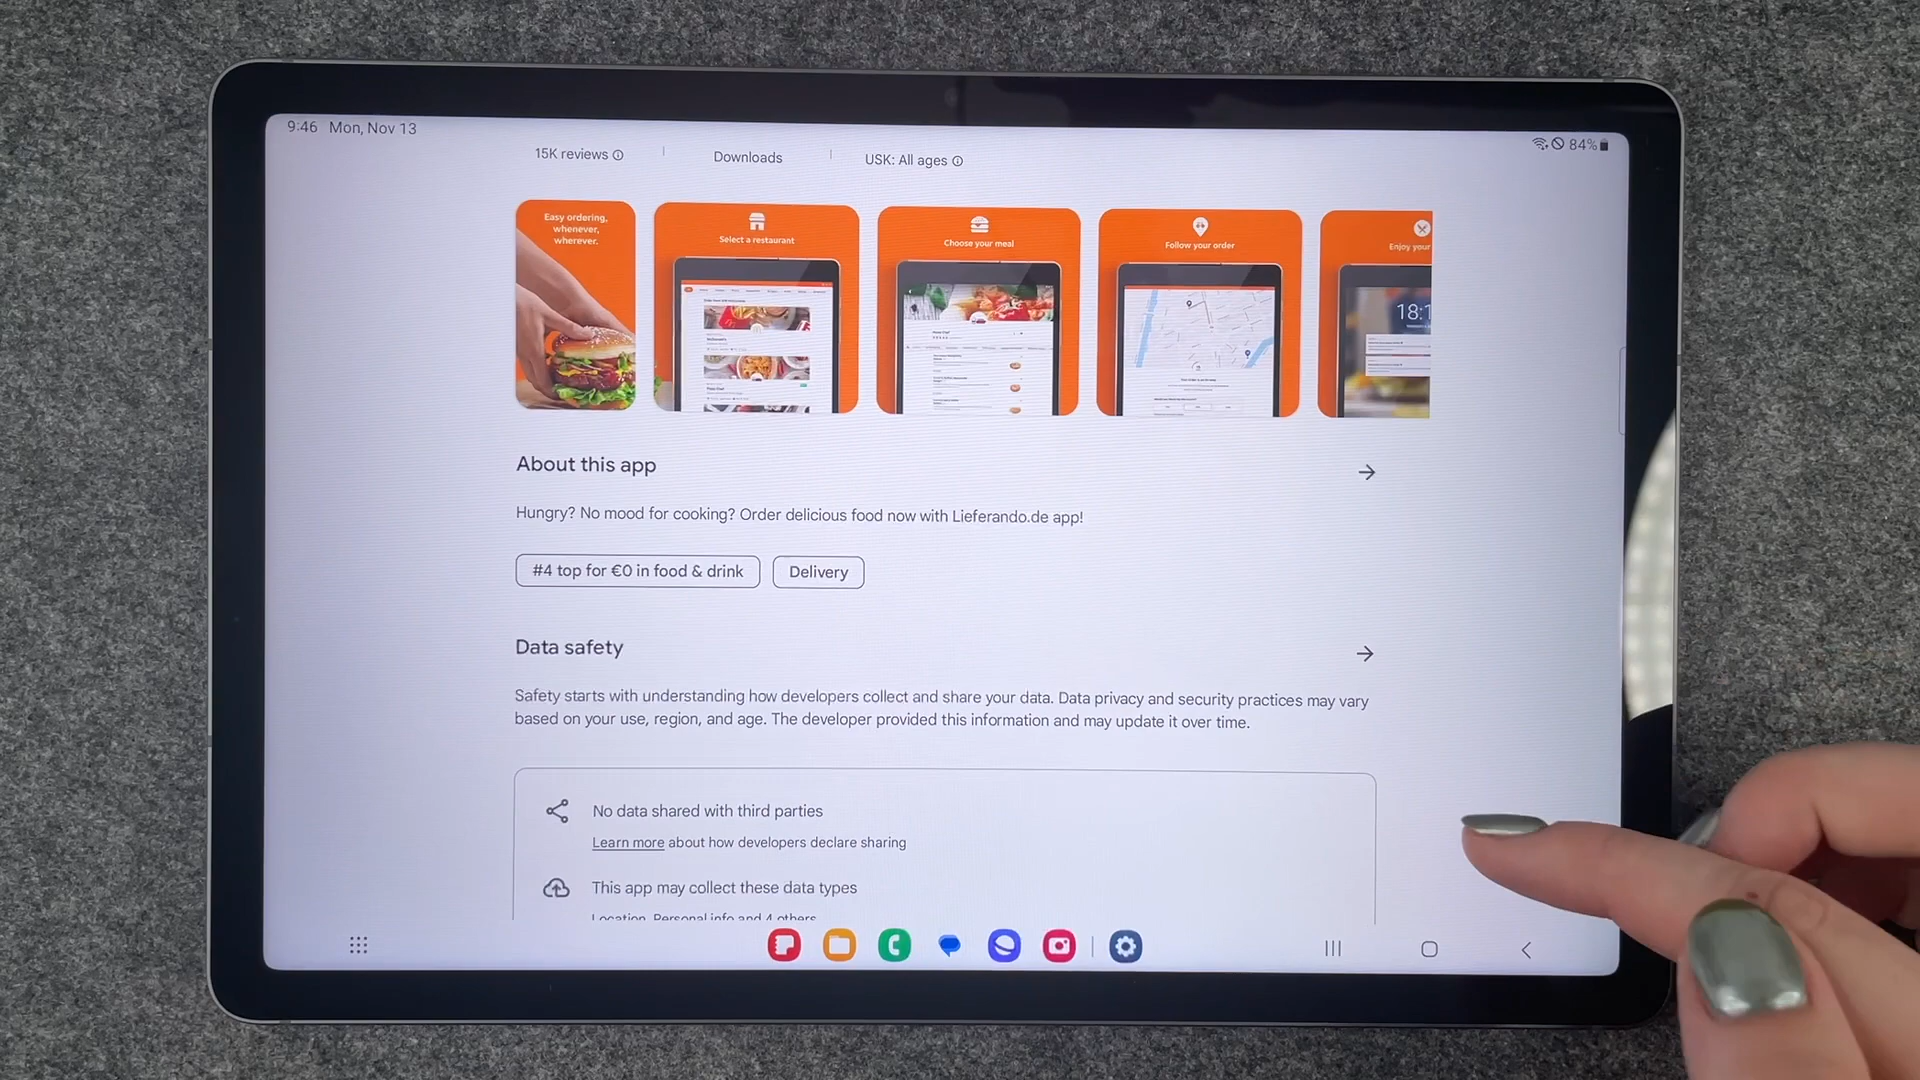 9:46 Mon, Nov 13
84%
15K reviews
Downloads
USK: All ages
Easy ordering,
whenever,
wherever.
Select a restaurant
Choose your meal
Follow your order
Enjoy your
18:1
About this app
Hungry? No mood for cooking? Order delicious food now with Lieferando.de app!
#4 top for €0 in food & drink
Delivery
Data safety
Safety starts with understanding how developers collect and share your data. Data privacy and security practices may vary
based on your use, region, and age. The developer provided this information and may update it over time.
No data shared with third parties
Learn more about how developers declare sharing
This app may collect these data types
Location, Personal info and 4 others